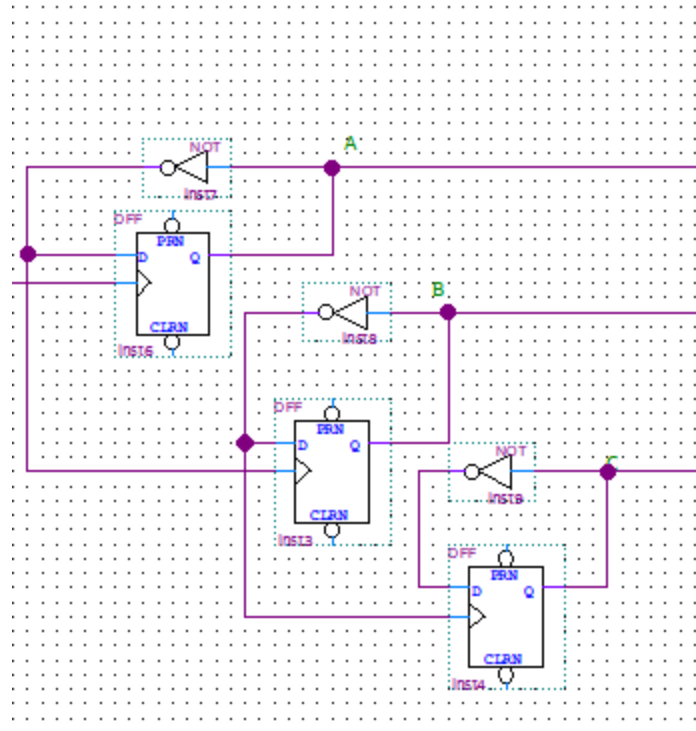 A
NOT
inst7
DFF
PRN
D
Q
CLRN
inst6
B
NOT
inst8
DFF
PRN
D
Q
CLRN
inst3
C
NOT
inst9
DFF
PRN
D
Q
CLRN
inst4